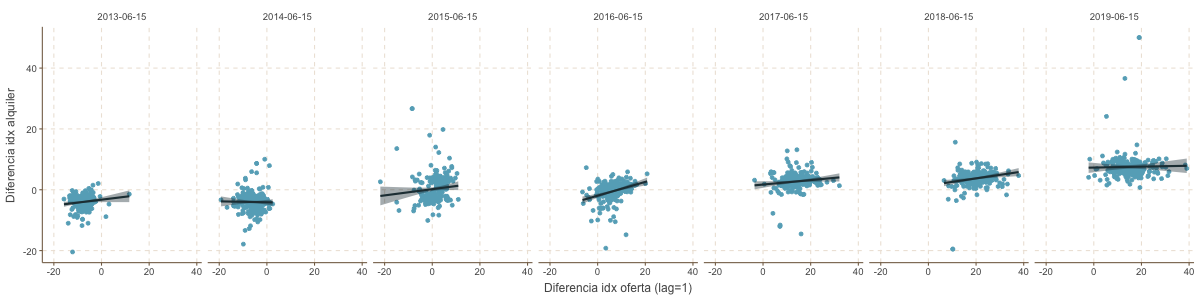 2013-06-15 2014-06-15 2015-06-15 2016-06-15 2017-06-15 2018-06-15 2019-06-15
Diferencia idx alquiler
40
20
0
-20
-20 0 20 40 -20 0 20 40 -20 0 20 40 -20 0 20 40 -20 0 20 40 -20 0 20 40 -20 0 20 40
Diferencia idx oferta (lag=1)